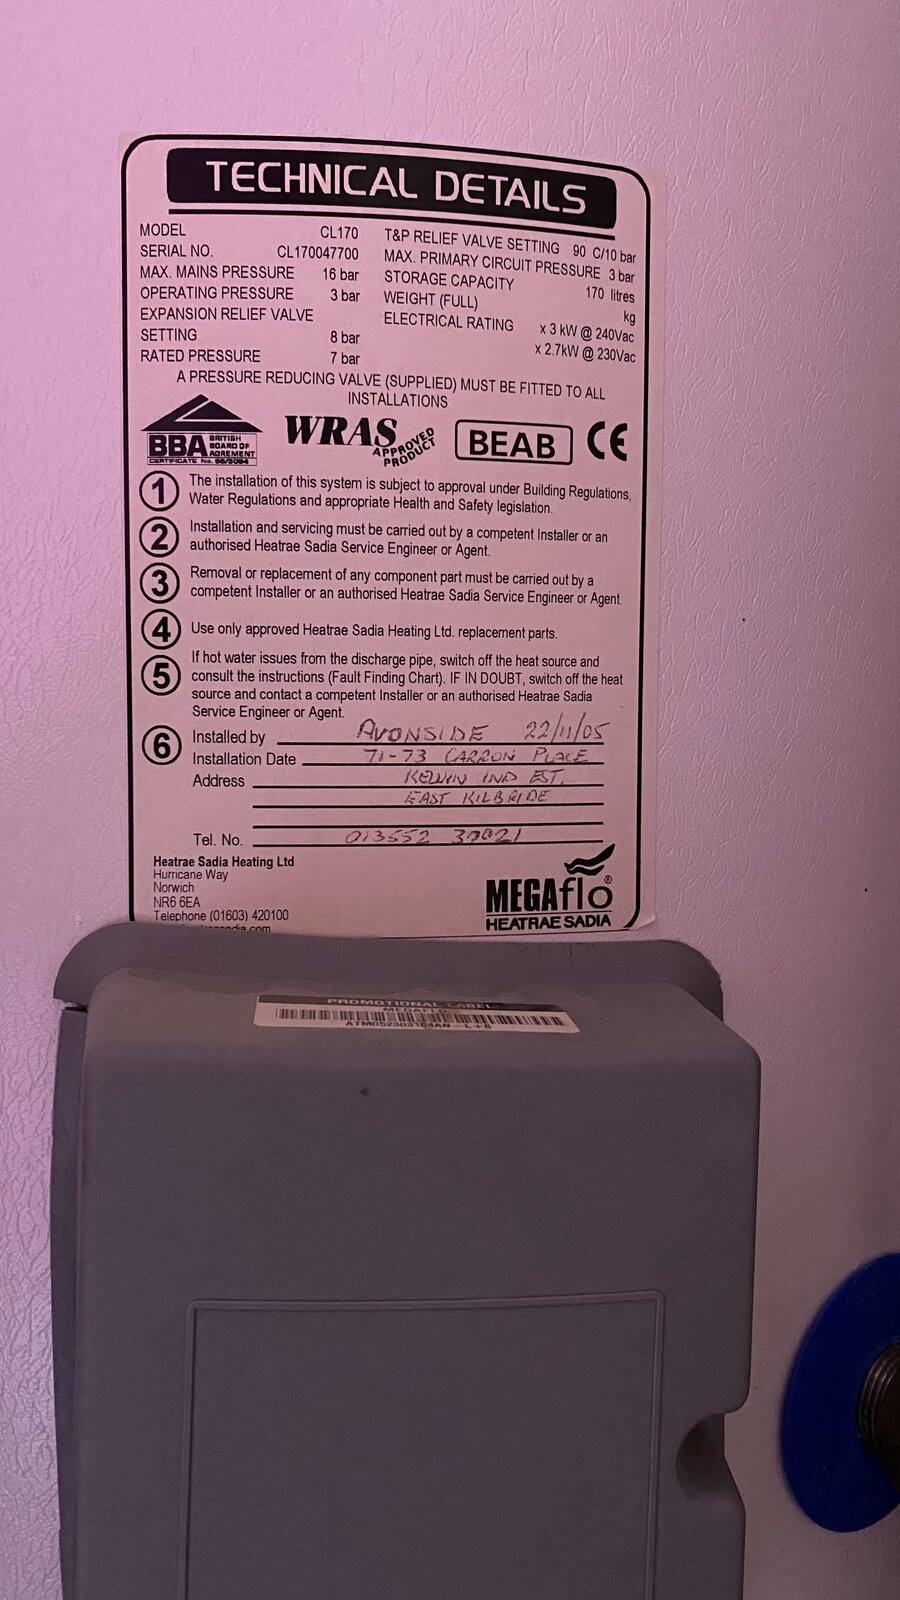 TECHNICAL DETAILS
MODEL CL170
SERIAL NO. CL170047700
MAX. MAINS PRESSURE 16 bar
OPERATING PRESSURE 3 bar
EXPANSION RELIEF VALVE
SETTING 8 bar
RATED PRESSURE 7 bar
T&P RELIEF VALVE SETTING 90 C/10 bar
MAX. PRIMARY CIRCUIT PRESSURE 3 bar
STORAGE CAPACITY 170 litres
WEIGHT (FULL) kg
ELECTRICAL RATING x 3 kW @ 240Vac
x 2.7kW @ 230Vac
A PRESSURE REDUCING VALVE (SUPPLIED) MUST BE FITTED TO ALL
INSTALLATIONS
BBA BRITISH
BOARD OF
AGREMENT
CERTIFICATE No.
WRAS
APPROVED
PRODUCT
BEAB
CE
1 The installation of this system is subject to approval under Building Regulations,
Water Regulations and appropriate Health and Safety legislation.
2 Installation and servicing must be carried out by a competent Installer or an
authorised Heatrae Sadia Service Engineer or Agent.
3 Removal or replacement of any component part must be carried out by a
competent Installer or an authorised Heatrae Sadia Service Engineer or Agent.
4 Use only approved Heatrae Sadia Heating Ltd. replacement parts.
5 If hot water issues from the discharge pipe, switch off the heat source and
consult the instructions (Fault Finding Chart). IF IN DOUBT, switch off the heat
source and contact a competent Installer or an authorised Heatrae Sadia
Service Engineer or Agent.
6 Installed by AVONSIDE 22/11/05
Installation Date 71-73 CARRON PLACE
Address KELVIN IND EST.
EAST KILBRIDE
Tel. No. 013552
Heatrae Sadia Heating Ltd
Hurricane Way
Norwich
NR6 6EA
Telephone (01603) 420100
MEGAflo®
HEATRAE SADIA
PROMOTIONAL LABEL
MEGAFLO